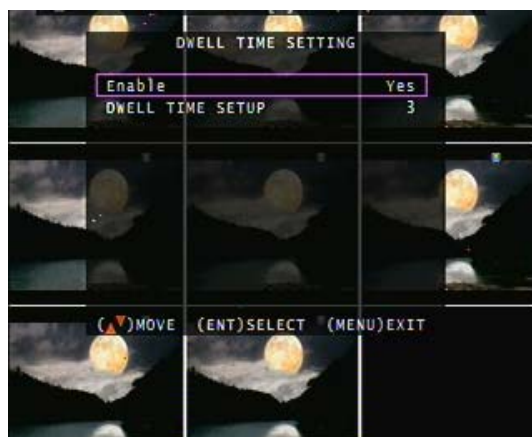 DWELL TIME SETTING
Enable Yes
DWELL TIME SETUP 3
(▲▼)MOVE (ENT)SELECT (MENU)EXIT